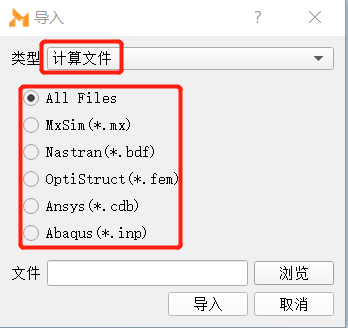 导入
?
类型 计算文件
All Files
MxSim(*.mx)
Nastran(*.bdf)
OptiStruct(*.fem)
Ansys(*.cdb)
Abaqus(*.inp)
文件 浏览
导入 取消